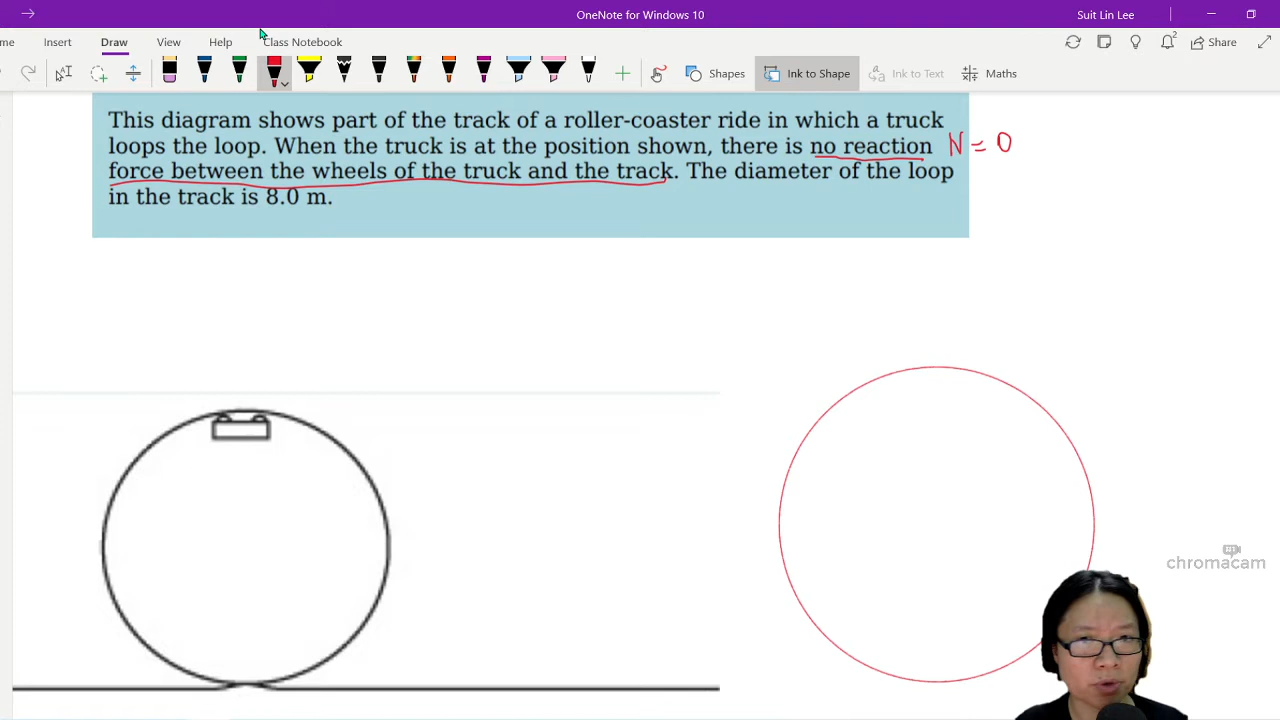 OneNote for Windows 10
Suit Lin Lee
me Insert Draw View Help Class Notebook
Share
Shapes Ink to Shape Ink to Text Maths
This diagram shows part of the track of a roller-coaster ride in which a truck
loops the loop. When the truck is at the position shown, there is no reaction N = 0
force between the wheels of the truck and the track. The diameter of the loop
in the track is 8.0 m.
chromacam